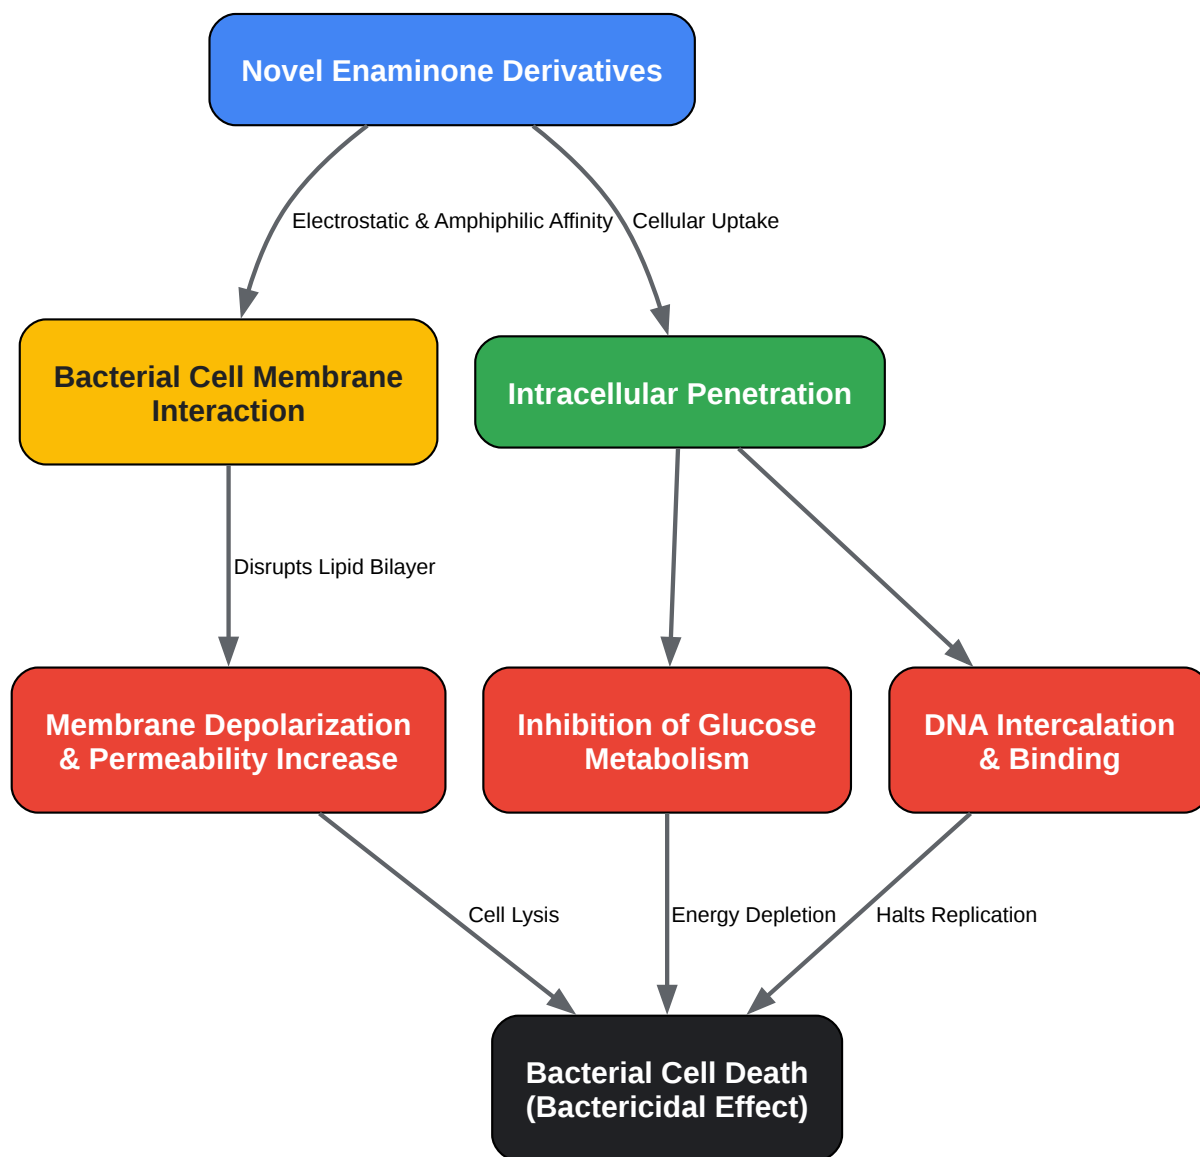 Novel Enaminone Derivatives
Electrostatic & Amphiphilic Affinity
Cellular Uptake
Bacterial Cell Membrane
Interaction
Intracellular Penetration
Disrupts Lipid Bilayer
Membrane Depolarization
& Permeability Increase
Inhibition of Glucose
Metabolism
DNA Intercalation
& Binding
Cell Lysis
Energy Depletion
Halts Replication
Bacterial Cell Death
(Bactericidal Effect)